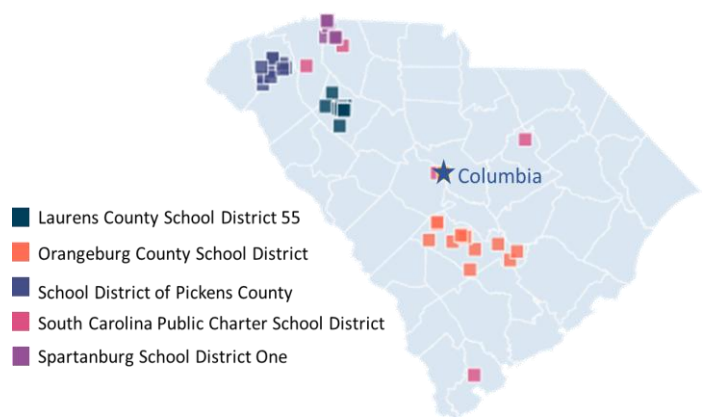 Columbia
Laurens County School District 55
Orangeburg County School District
School District of Pickens County
South Carolina Public Charter School District
Spartanburg School District One